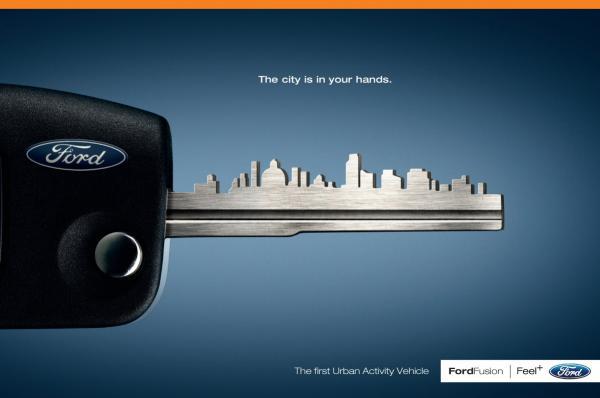 The city is in your hands.
Ford
The first Urban Activity Vehicle
FordFusion | Feel+ Ford